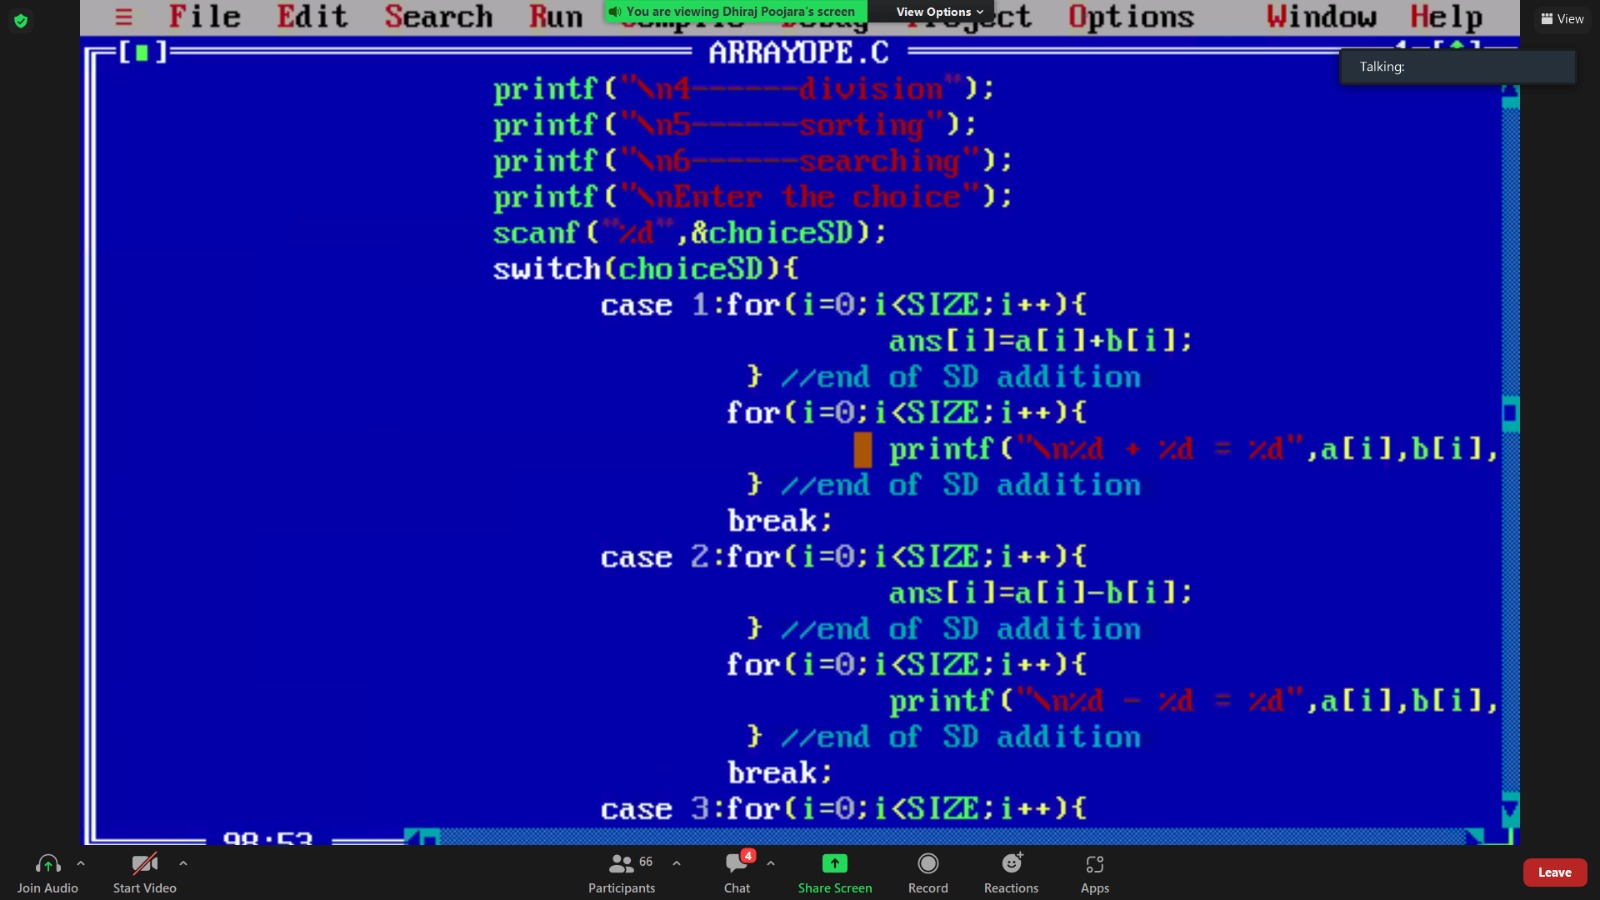 File Edit Search Run Project Options Window Help
You are viewing Dhiraj Poojara's screen View Options
View
ARRAYOPE.C
Talking:
printf("\n4------division");
printf("\n5------sorting");
printf("\n6------searching");
printf("\nEnter the choice");
scanf("%d",&choiceSD);
switch(choiceSD){
case 1:for(i=0;i<SIZE;i++){
ans[i]=a[i]+b[i];
} //end of SD addition
for(i=0;i<SIZE;i++){
printf("\n%d + %d = %d",a[i],b[i],
} //end of SD addition
break;
case 2:for(i=0;i<SIZE;i++){
ans[i]=a[i]-b[i];
} //end of SD addition
for(i=0;i<SIZE;i++){
printf("\n%d - %d = %d",a[i],b[i],
} //end of SD addition
break;
case 3:for(i=0;i<SIZE;i++){
98:53
66
4
Join Audio Start Video Participants Chat Share Screen Record Reactions Apps Leave